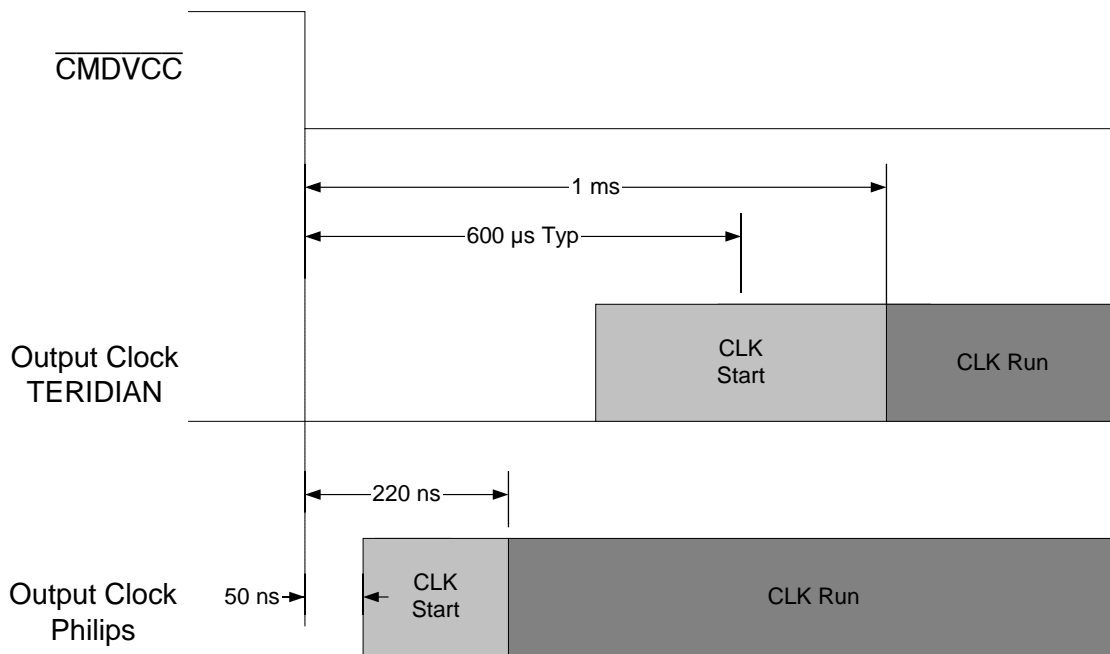 CMDVCC
1 ms
600 µs Typ
Output Clock
TERIDIAN
CLK
Start
CLK Run
220 ns
Output Clock
Philips
50 ns
CLK
Start
CLK Run